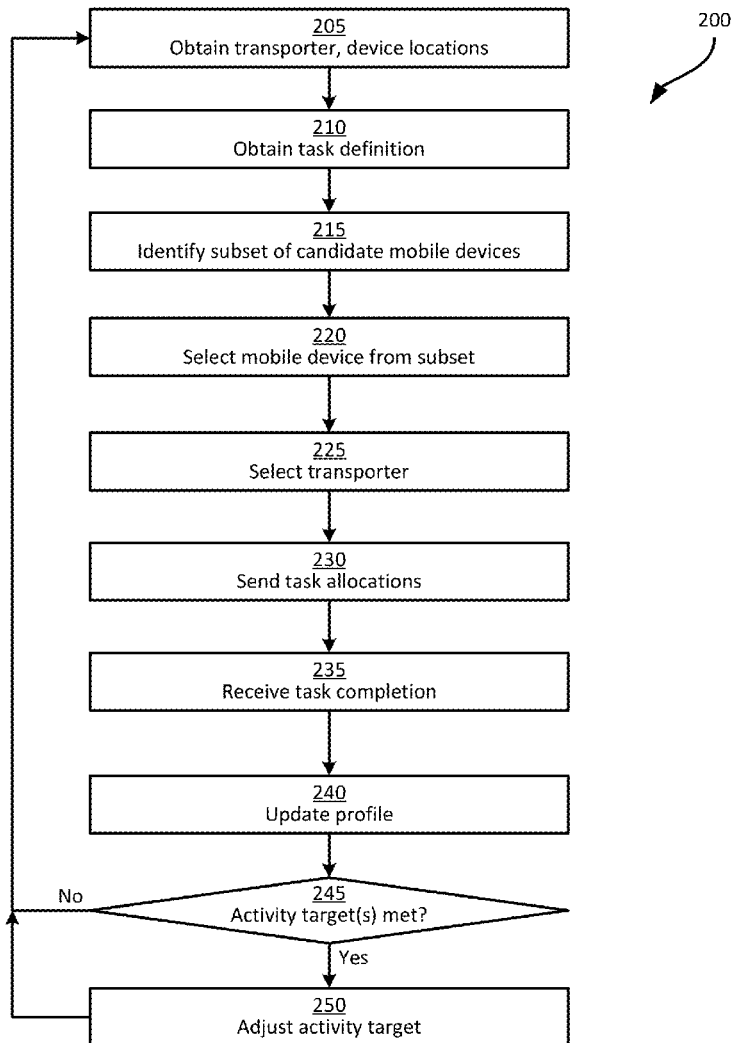 200
205
Obtain transporter, device locations
210
Obtain task definition
215
Identify subset of candidate mobile devices
220
Select mobile device from subset
225
Select transporter
230
Send task allocations
235
Receive task completion
240
Update profile
No
245
Activity target(s) met?
Yes
250
Adjust activity target